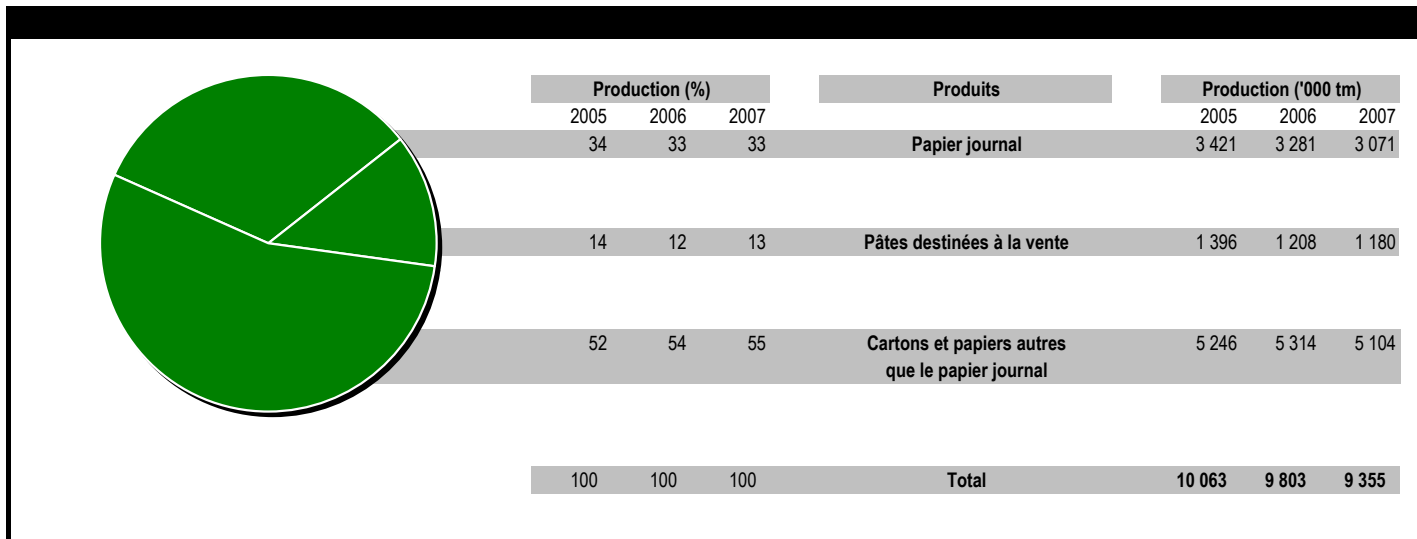 Production (%) Produits Production ('000 tm)
2005 2006 2007 2005 2006 2007
34 33 33 Papier journal 3 421 3 281 3 071
14 12 13 Pâtes destinées à la vente 1 396 1 208 1 180
52 54 55 Cartons et papiers autres 5 246 5 314 5 104
que le papier journal
100 100 100 Total 10 063 9 803 9 355